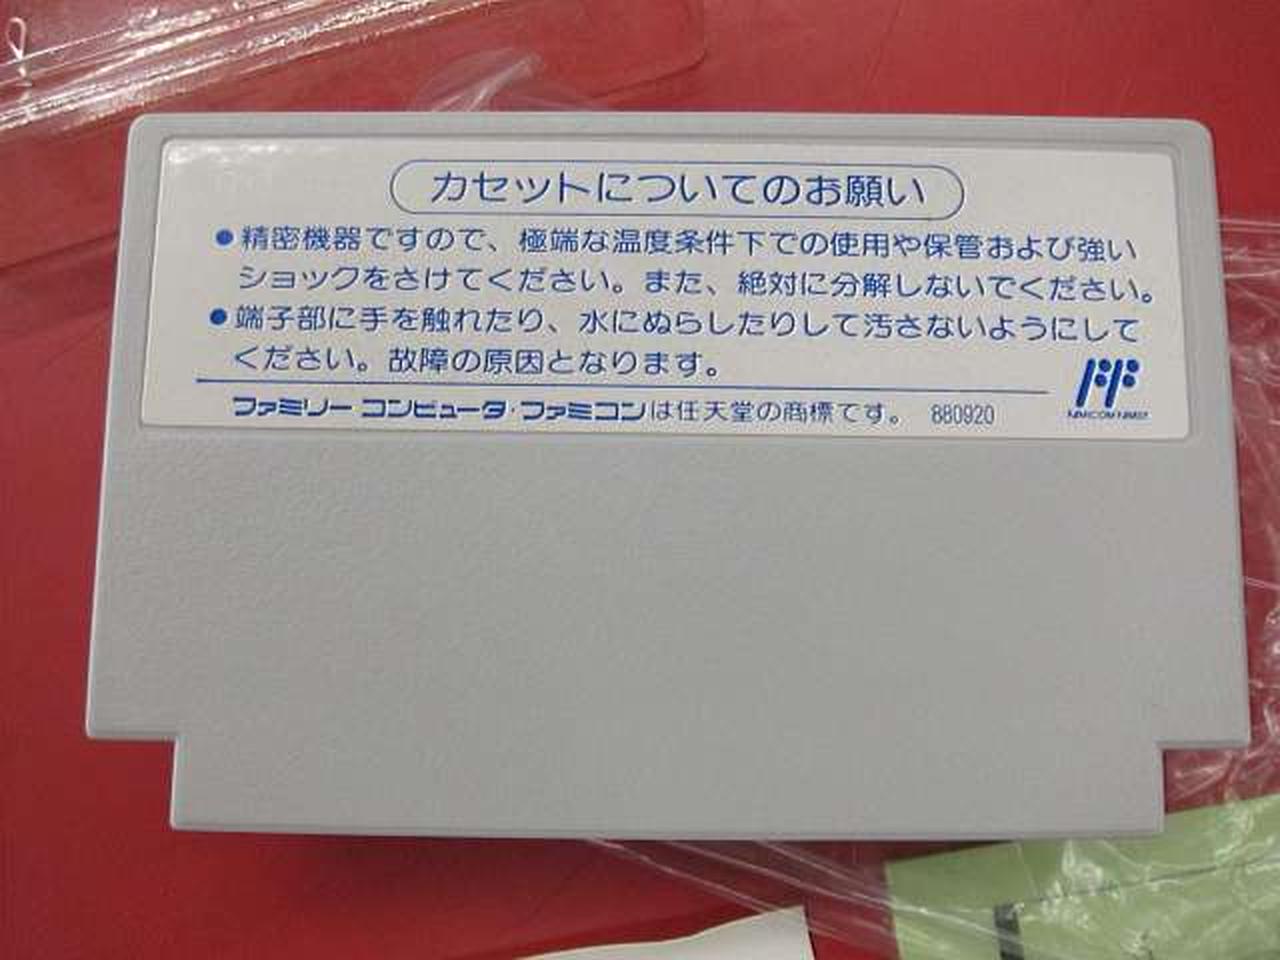 カセットについてのお願い
●精密機器ですので、極端な温度条件下での使用や保管および強い
ショックをさけてください。また、絶対に分解しないでください。
●端子部に手を触れたり、水にぬらしたりして汚さないようにして
ください。故障の原因となります。
ファミリー コンピュータ・ファミコンは任天堂の商標です。 880920